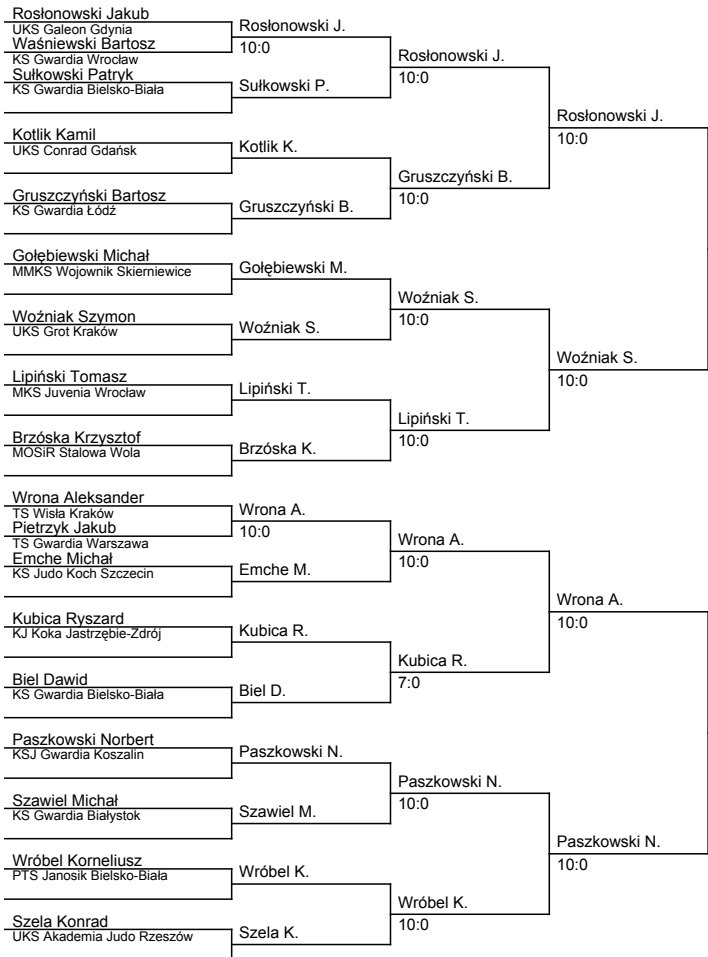 Rosłonowski Jakub
UKS Galeon Gdynia
Waśniewski Bartosz
KS Gwardia Wrocław
Sułkowski Patryk
KS Gwardia Bielsko-Biała
Kotlik Kamil
UKS Conrad Gdańsk
Gruszczyński Bartosz
KS Gwardia Łódź
Gołębiewski Michał
MMKS Wojownik Skierniewice
Woźniak Szymon
UKS Grot Kraków
Lipiński Tomasz
MKS Juvenia Wrocław
Brzóska Krzysztof
MOSiR Stalowa Wola
Wrona Aleksander
TS Wisła Kraków
Pietrzyk Jakub
TS Gwardia Warszawa
Emche Michał
KS Judo Koch Szczecin
Kubica Ryszard
KJ Koka Jastrzębie-Zdrój
Biel Dawid
KS Gwardia Bielsko-Biała
Paszkowski Norbert
KSJ Gwardia Koszalin
Szawiel Michał
KS Gwardia Białystok
Wróbel Korneliusz
PTS Janosik Bielsko-Biała
Szela Konrad
UKS Akademia Judo Rzeszów
Rosłonowski J.
10:0
Sułkowski P.
Kotlik K.
Gruszczyński B.
Gołębiewski M.
Woźniak S.
Lipiński T.
Brzóska K.
Wrona A.
10:0
Emche M.
Kubica R.
Biel D.
Paszkowski N.
Szawiel M.
Wróbel K.
Szela K.
Rosłonowski J.
10:0
Gruszczyński B.
10:0
Woźniak S.
10:0
Lipiński T.
10:0
Wrona A.
10:0
Kubica R.
7:0
Paszkowski N.
10:0
Wróbel K.
10:0
Rosłonowski J.
10:0
Woźniak S.
10:0
Wrona A.
10:0
Paszkowski N.
10:0